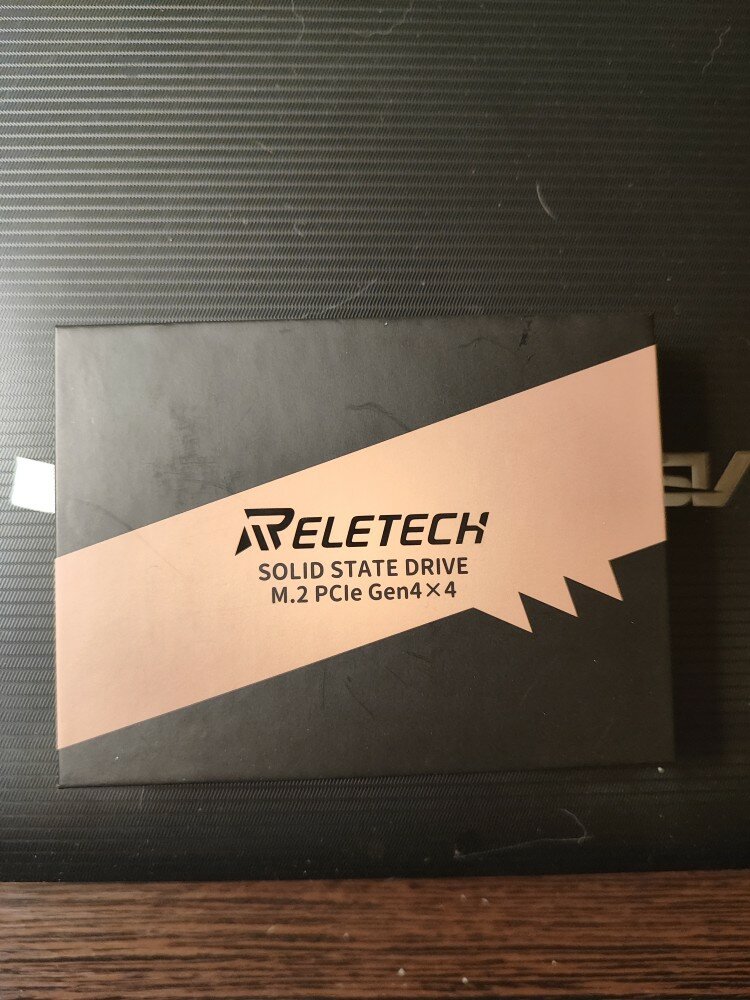 RELETECH
SOLID STATE DRIVE
M.2 PCIe Gen4×4